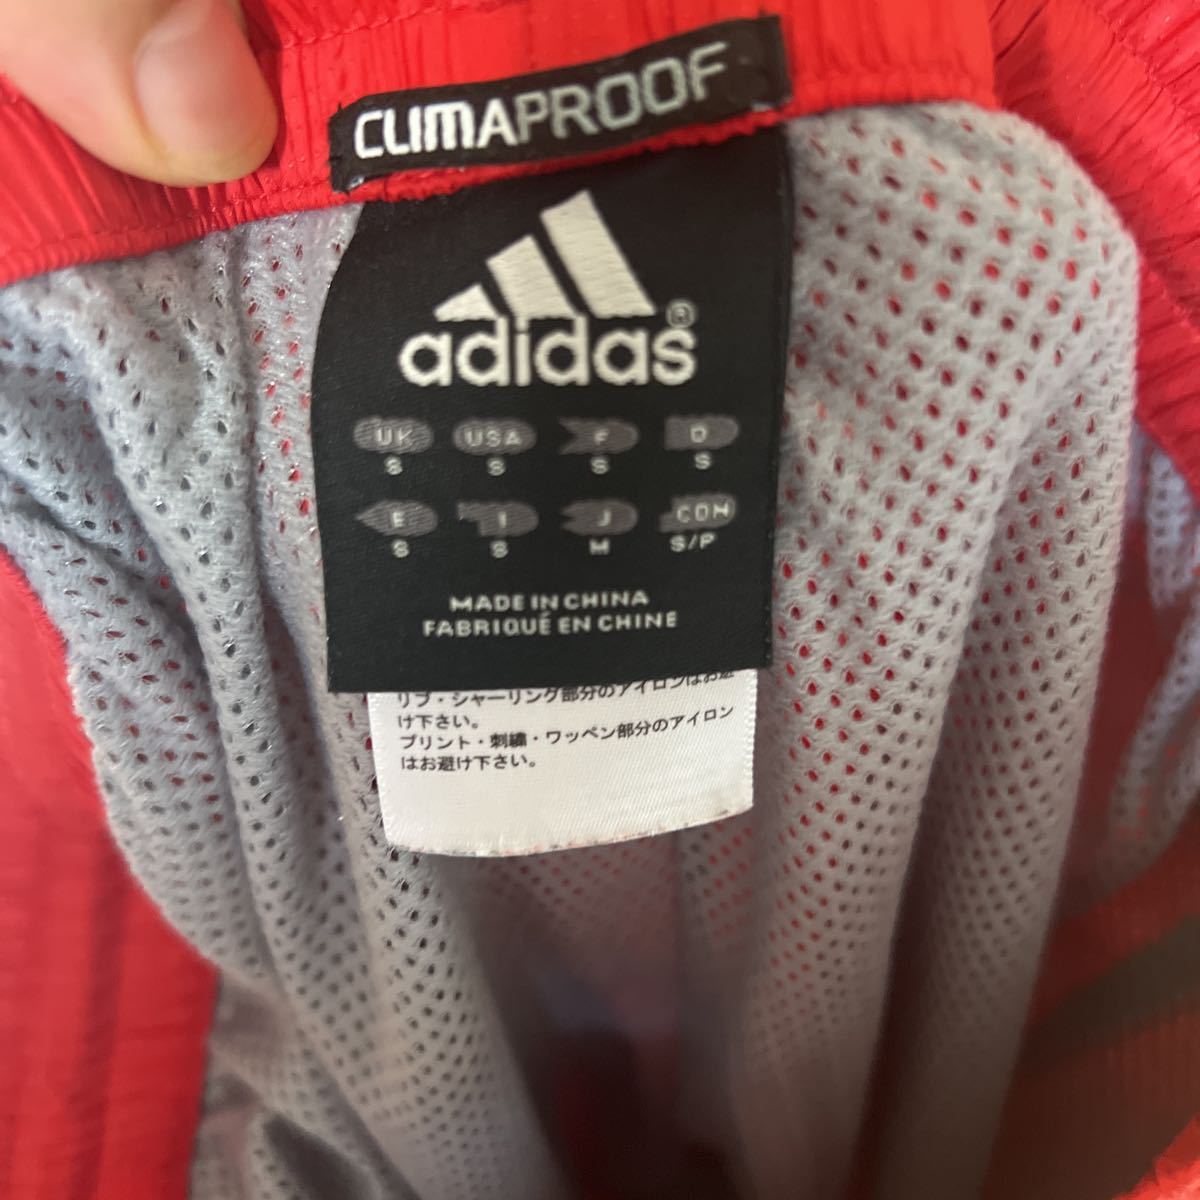 CLIMAPROOF
adidas®
UK USA F D
S S S S
E I J CDN
S S M S/P
MADE IN CHINA
FABRIQUÉ EN CHINE
リブ・シャーリング部分のアイロンはお避
け下さい。
プリント・刺繍・ワッペン部分のアイロン
はお避け下さい。